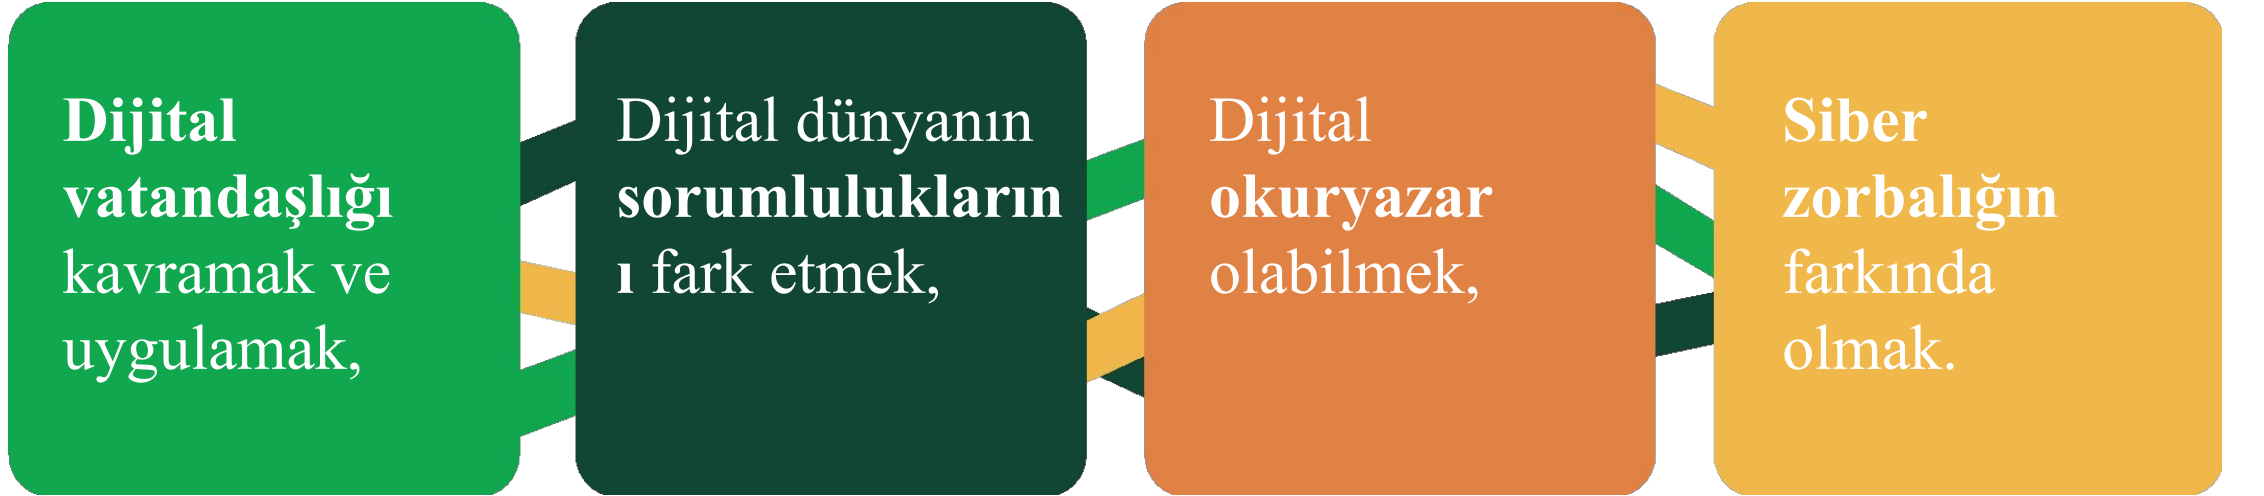 Dijital
vatandaşlığı
kavramak ve
uygulamak,
Dijital dünyanın
sorumlulukların
ı fark etmek,
Dijital
okuryazar
olabilmek,
Siber
zorbalığın
farkında
olmak.